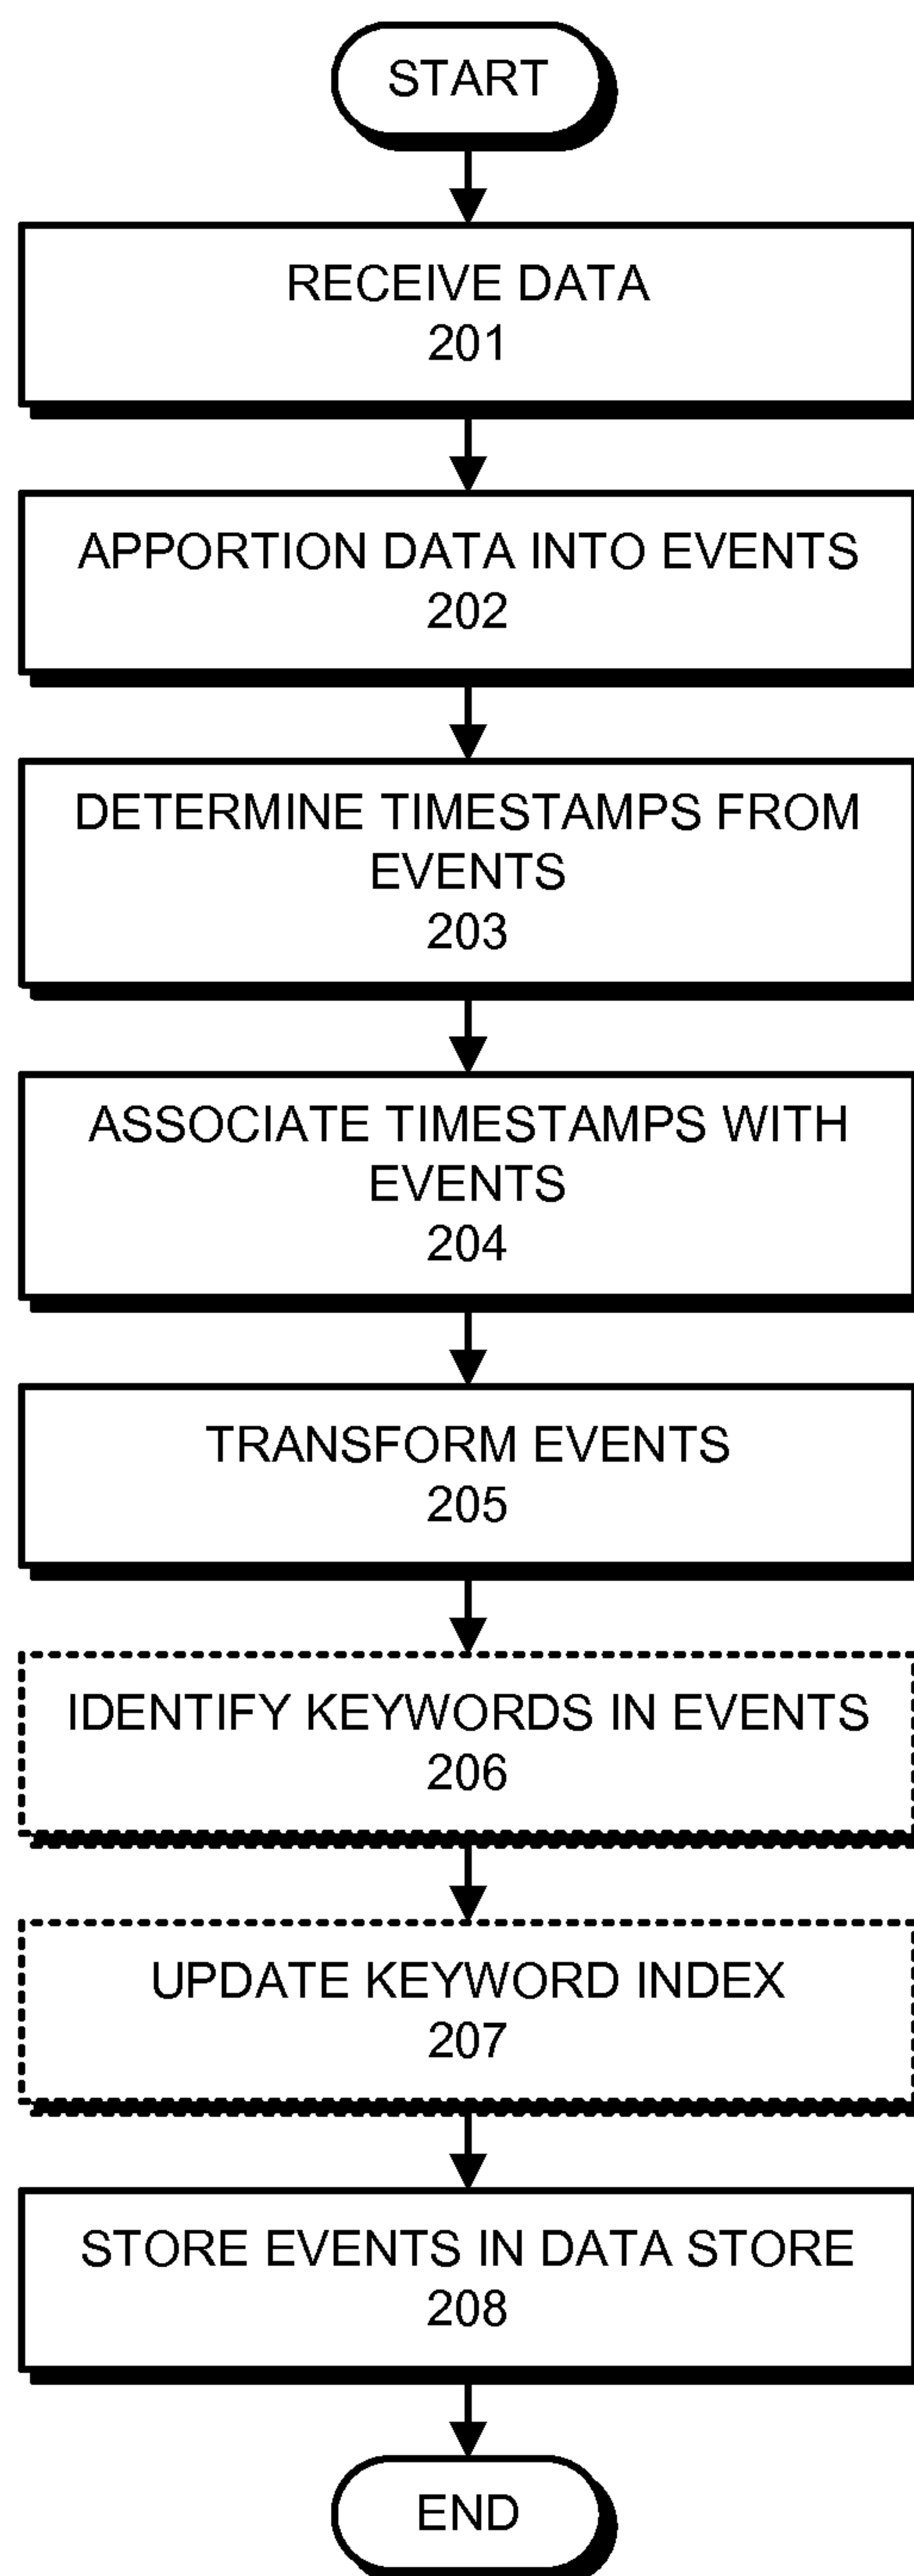 START
RECEIVE DATA
201
APPORTION DATA INTO EVENTS
202
DETERMINE TIMESTAMPS FROM
EVENTS
203
ASSOCIATE TIMESTAMPS WITH
EVENTS
204
TRANSFORM EVENTS
205
IDENTIFY KEYWORDS IN EVENTS
206
UPDATE KEYWORD INDEX
207
STORE EVENTS IN DATA STORE
208
END